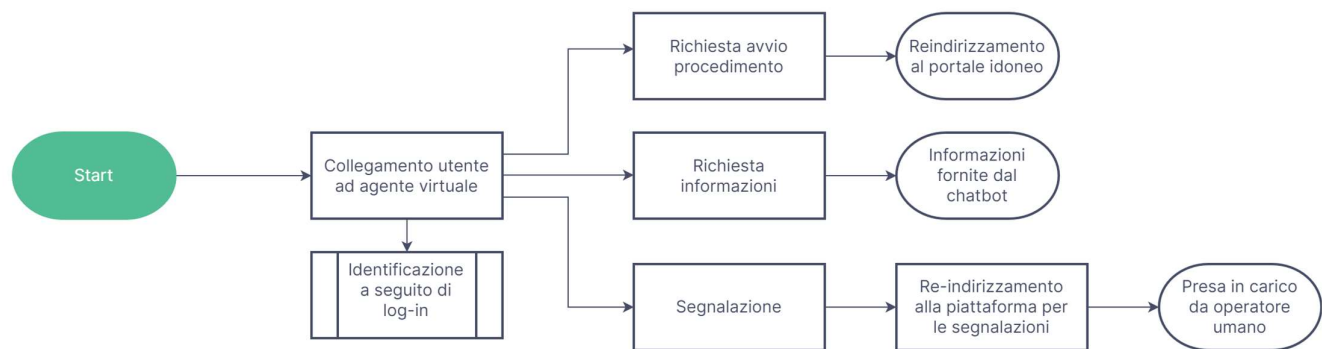 Start
Collegamento utente
ad agente virtuale
Identificazione
a seguito di
log-in
Richiesta avvio
procedimento
Reindirizzamento
al portale idoneo
Richiesta
informazioni
Informazioni
fornite dal
chatbot
Segnalazione
Re-indirizzamento
alla piattaforma per
le segnalazioni
Presa in carico
da operatore
umano